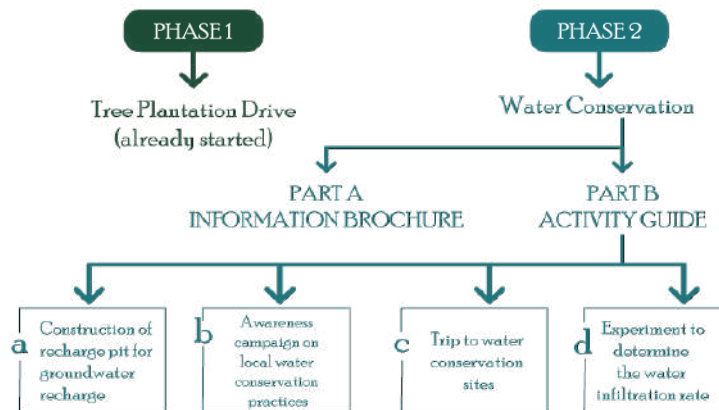 PHASE 1
PHASE 2
Tree Plantation Drive
(already started)
Water Conservation
PART A
INFORMATION BROCHURE
PART B
ACTIVITY GUIDE
a
Construction of
recharge pit for
groundwater
recharge
b
Awareness
campaign on
local water
conservation
practices
c
Trip to water
conservation
sites
d
Experiment to
determine
the water
infiltration rate